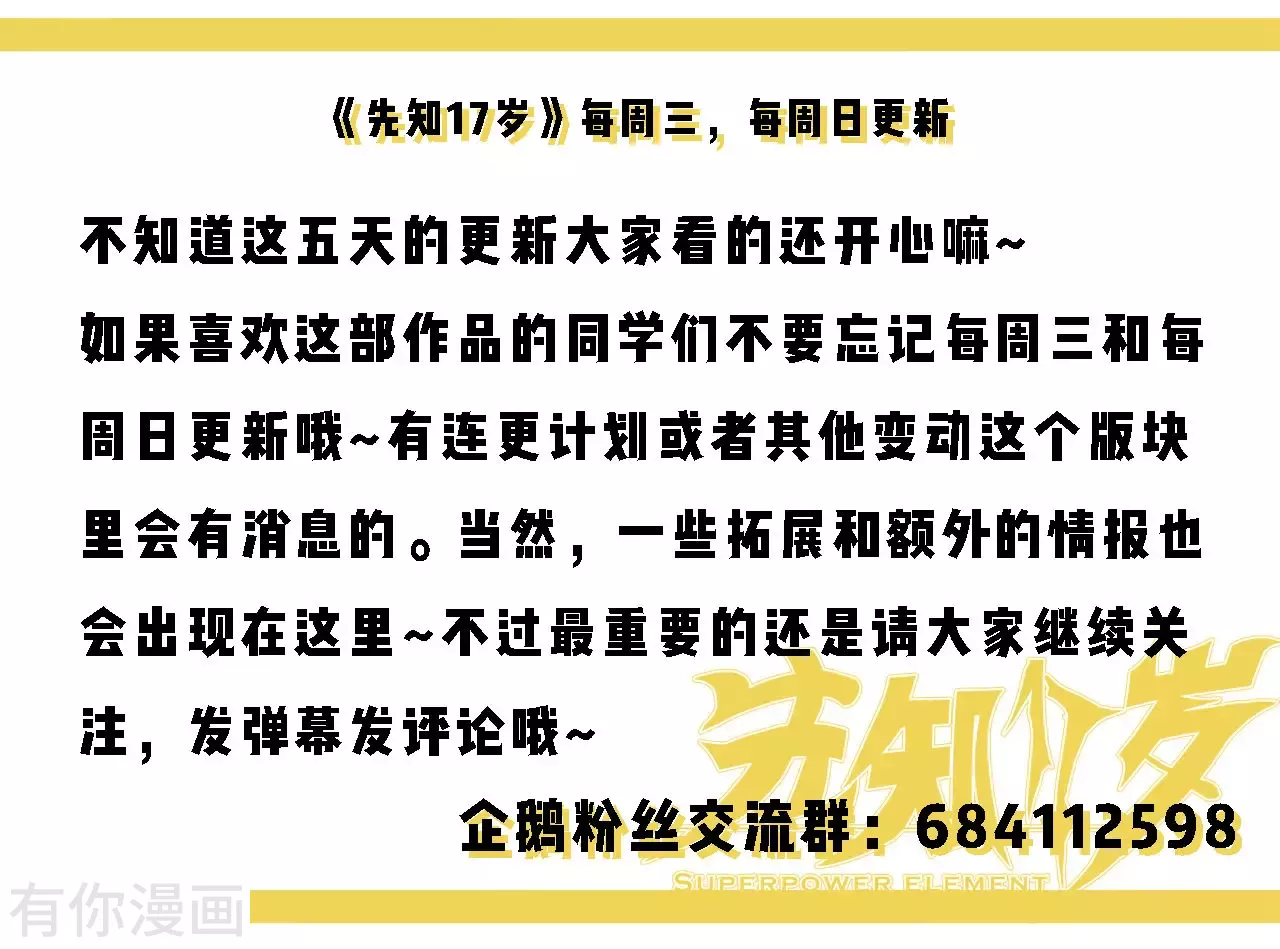 《先知17岁》每周三，每周日更新
不知道这五天的更新大家看的还开心嘛~
如果喜欢这部作品的同学们不要忘记每周三和每
周日更新哦~有连更计划或者其他变动这个版块
里会有消息的。当然，一些拓展和额外的情报也
会出现在这里~不过最重要的还是请大家继续关
注，发弹幕发评论哦~
先知17岁
企鹅粉丝交流群：684112598
SUPERPOWER ELEMENT
有你漫画